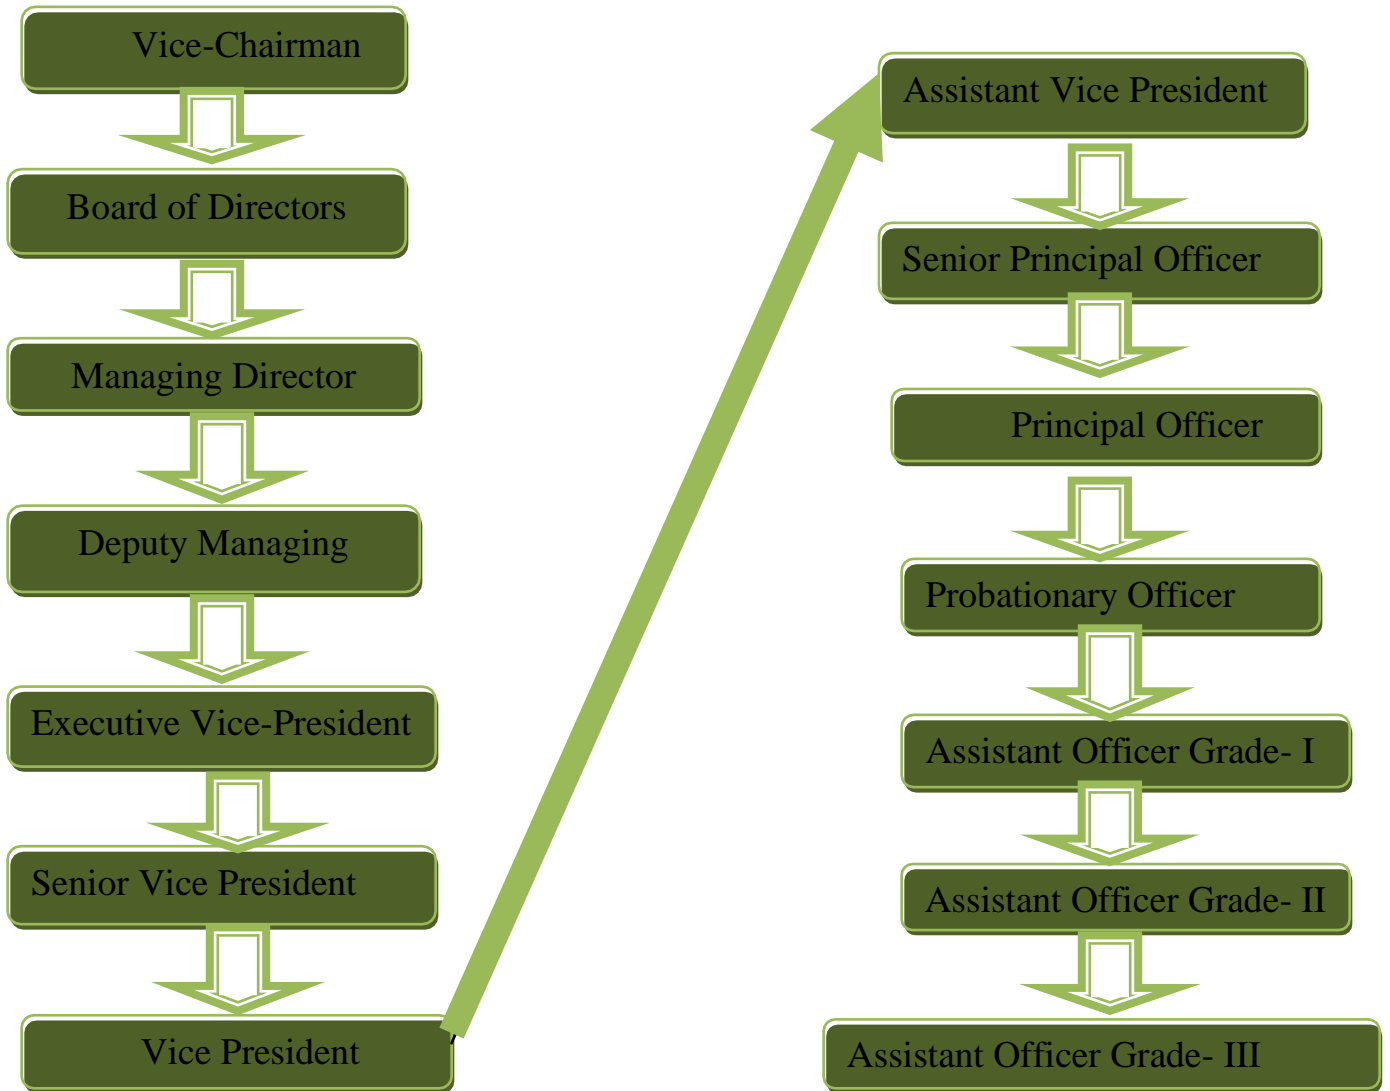 Vice-Chairman
Board of Directors
Managing Director
Deputy Managing
Executive Vice-President
Senior Vice President
Vice President
Assistant Vice President
Senior Principal Officer
Principal Officer
Probationary Officer
Assistant Officer Grade- I
Assistant Officer Grade- II
Assistant Officer Grade- III